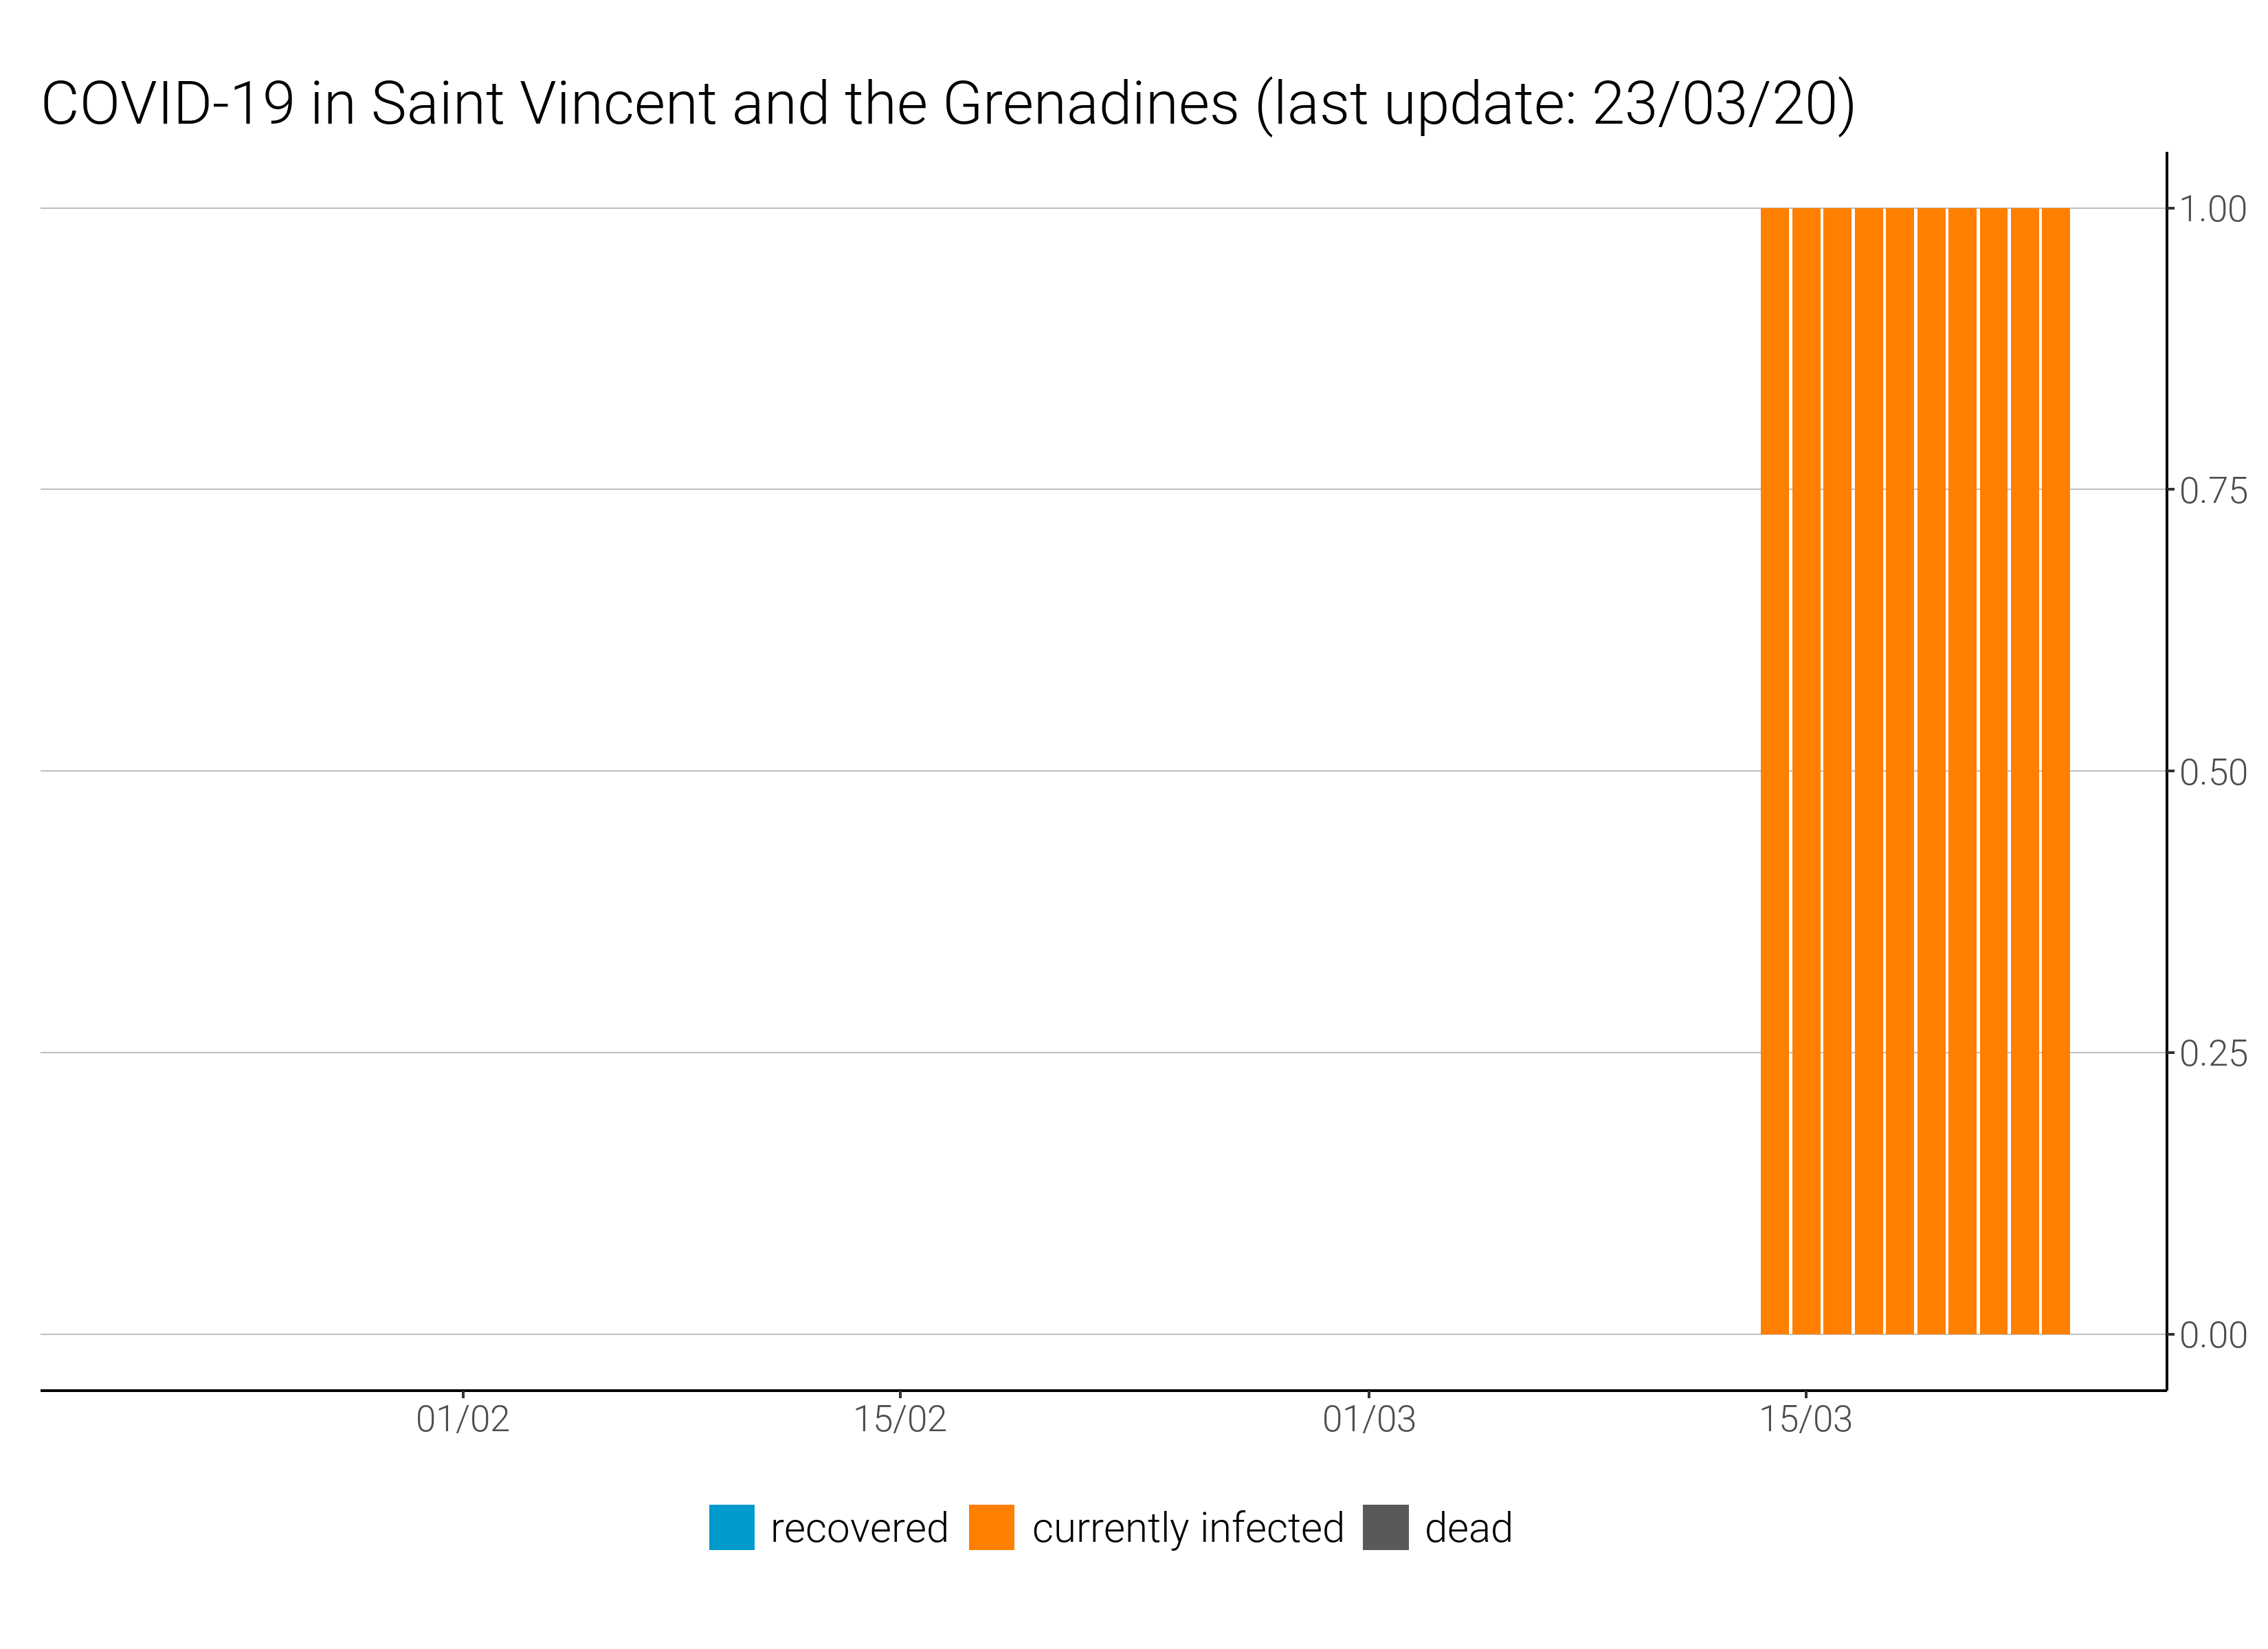 COVID-19 in Saint Vincent and the Grenadines (last update: 23/03/20)
1.00
0.75
0.50
0.25
0.00
01/02 15/02 01/03 15/03
recovered currently infected dead